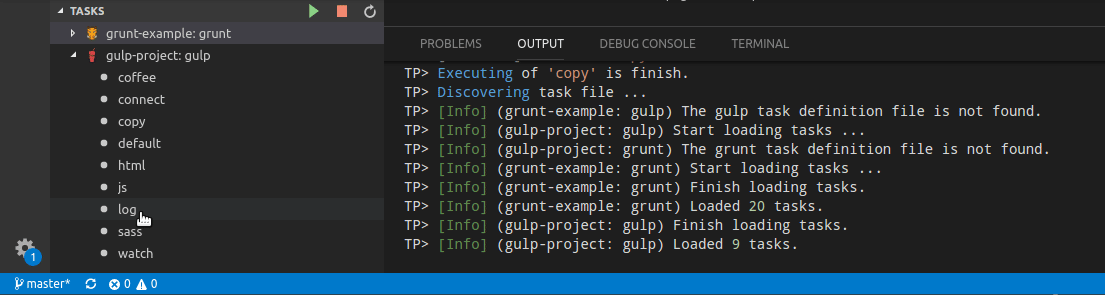 TASKS
grunt-example: grunt
gulp-project: gulp
coffee
connect
copy
default
html
js
log
sass
watch
1
master*
0
0
PROBLEMS
OUTPUT
DEBUG CONSOLE
TERMINAL
TP> Executing of 'copy' is finish.
TP> Discovering task file ...
TP> [Info] (grunt-example: gulp) The gulp task definition file is not found.
TP> [Info] (gulp-project: gulp) Start loading tasks ...
TP> [Info] (gulp-project: grunt) The grunt task definition file is not found.
TP> [Info] (grunt-example: grunt) Start loading tasks ...
TP> [Info] (grunt-example: grunt) Finish loading tasks.
TP> [Info] (grunt-example: grunt) Loaded 20 tasks.
TP> [Info] (gulp-project: gulp) Finish loading tasks.
TP> [Info] (gulp-project: gulp) Loaded 9 tasks.